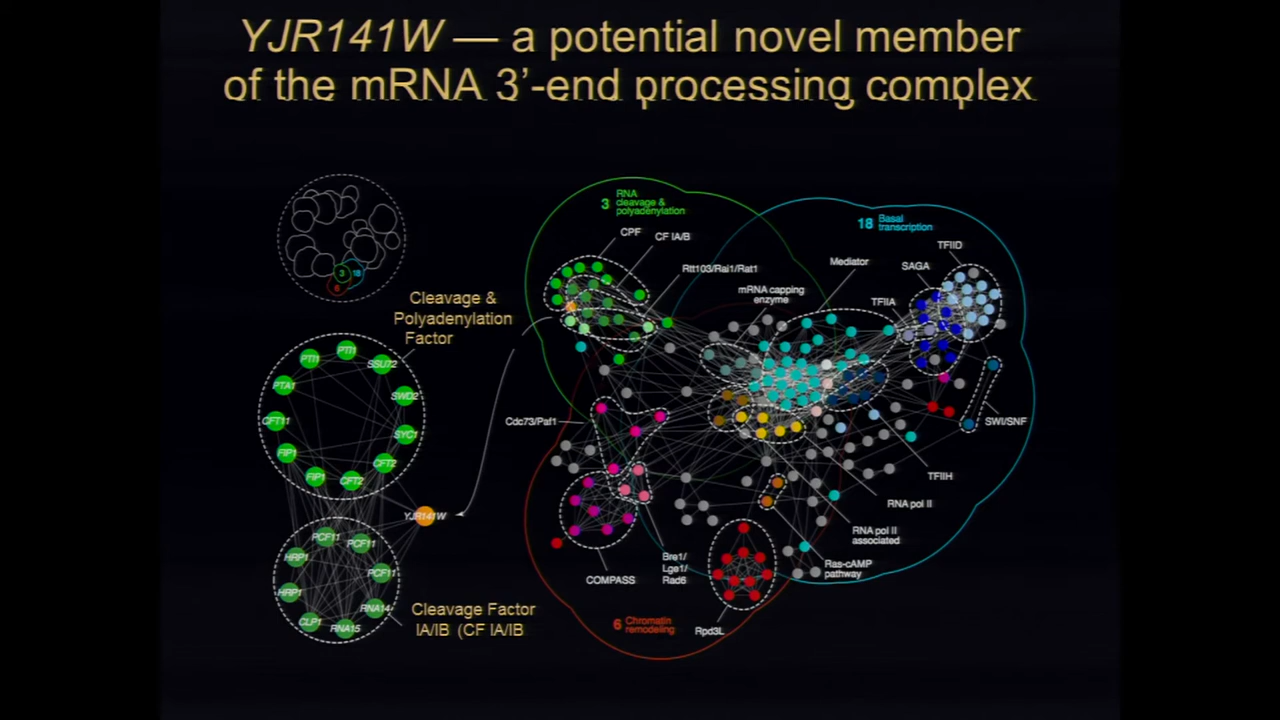 YJR141W — a potential novel member
of the mRNA 3’-end processing complex
3 RNA
cleavage &
polyadenylation
CPF
CF IA/B
Rtt103/Rai1/Rat1
mRNA capping
enzyme
Mediator
18 Basal
transcription
TFIID
SAGA
TFIIA
3
18
6
Cleavage &
Polyadenylation
Factor
PTI1
PTI1
SSU72
PTA1
SWD2
CFT1
SYC1
FIP1
CFT2
FIP1
CFT2
YJR141W
PCF11
PCF11
HRP1
PCF11
HRP1
RNA14
CLP1
RNA15
Cleavage Factor
IA/IB (CF IA/IB
Cdc73/Paf1
SWI/SNF
TFIIH
RNA pol II
RNA pol II
associated
Ras-cAMP
pathway
Bre1/
Lge1/
Rad6
COMPASS
6 Chromatin
remodeling
Rpd3L